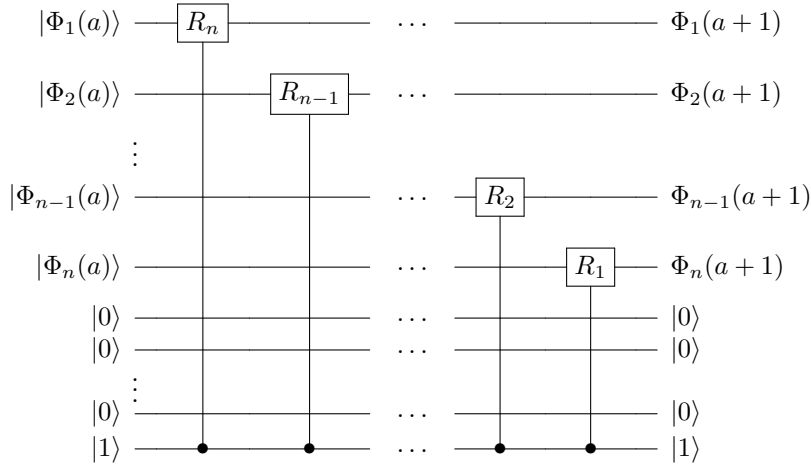 |Φ₁(a)⟩ Rₙ ⋯ Φ₁(a + 1)
|Φ₂(a)⟩ Rₙ₋₁ ⋯ Φ₂(a + 1)
⋮
|Φₙ₋₁(a)⟩ ⋯ R₂ Φₙ₋₁(a + 1)
|Φₙ(a)⟩ ⋯ R₁ Φₙ(a + 1)
|0⟩ ⋯ |0⟩
|0⟩ ⋯ |0⟩
⋮
|0⟩ ⋯ |0⟩
|1⟩ ⋯ |1⟩